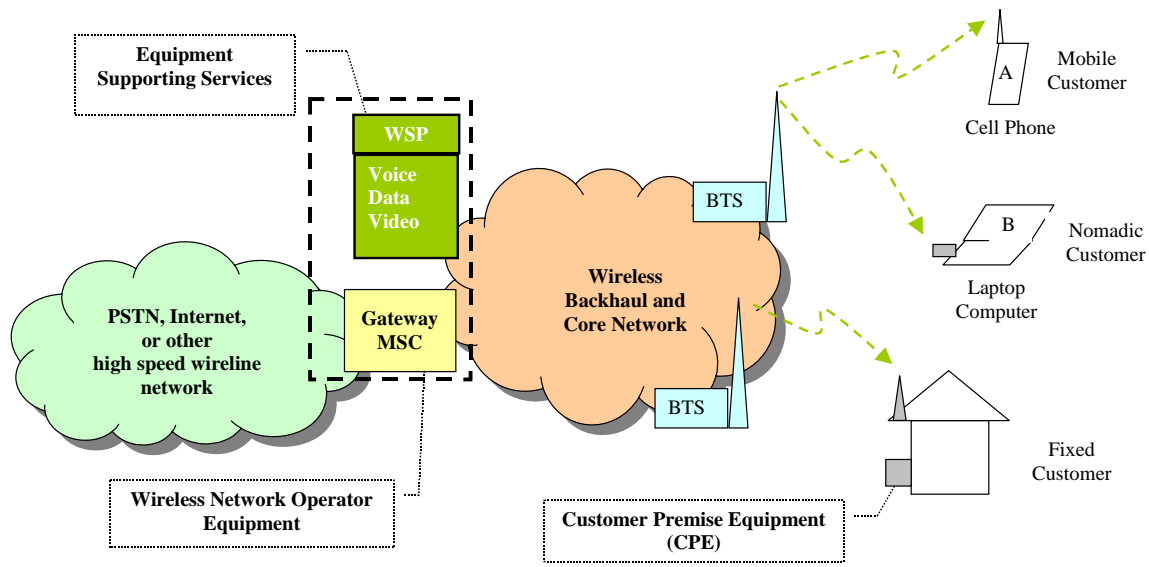 Equipment
Supporting Services
WSP
Voice
Data
Video
PSTN, Internet,
or other
high speed wireline
network
Gateway
MSC
Wireless
Backhaul and
Core Network
BTS
BTS
A
Cell Phone
Mobile
Customer
B
Laptop
Computer
Nomadic
Customer
Fixed
Customer
Wireless Network Operator
Equipment
Customer Premise Equipment
(CPE)